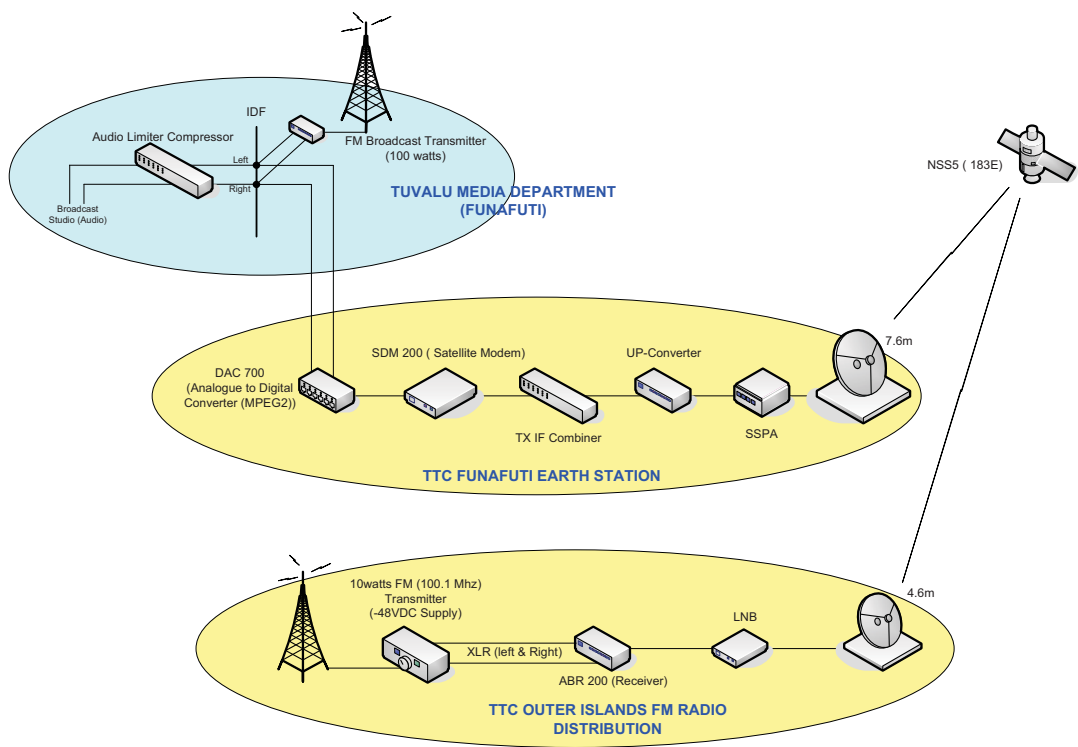 IDF
Audio Limiter Compressor
Left
Right
FM Broadcast Transmitter
(100 watts)
Broadcast
Studio (Audio)
TUVALU MEDIA DEPARTMENT
(FUNAFUTI)
NSS5 ( 183E)
7.6m
DAC 700
(Analogue to Digital
Converter (MPEG2))
SDM 200 ( Satellite Modem)
TX IF Combiner
UP-Converter
SSPA
TTC FUNAFUTI EARTH STATION
10watts FM (100.1 Mhz)
Transmitter
(-48VDC Supply)
XLR (left & Right)
ABR 200 (Receiver)
LNB
4.6m
TTC OUTER ISLANDS FM RADIO
DISTRIBUTION